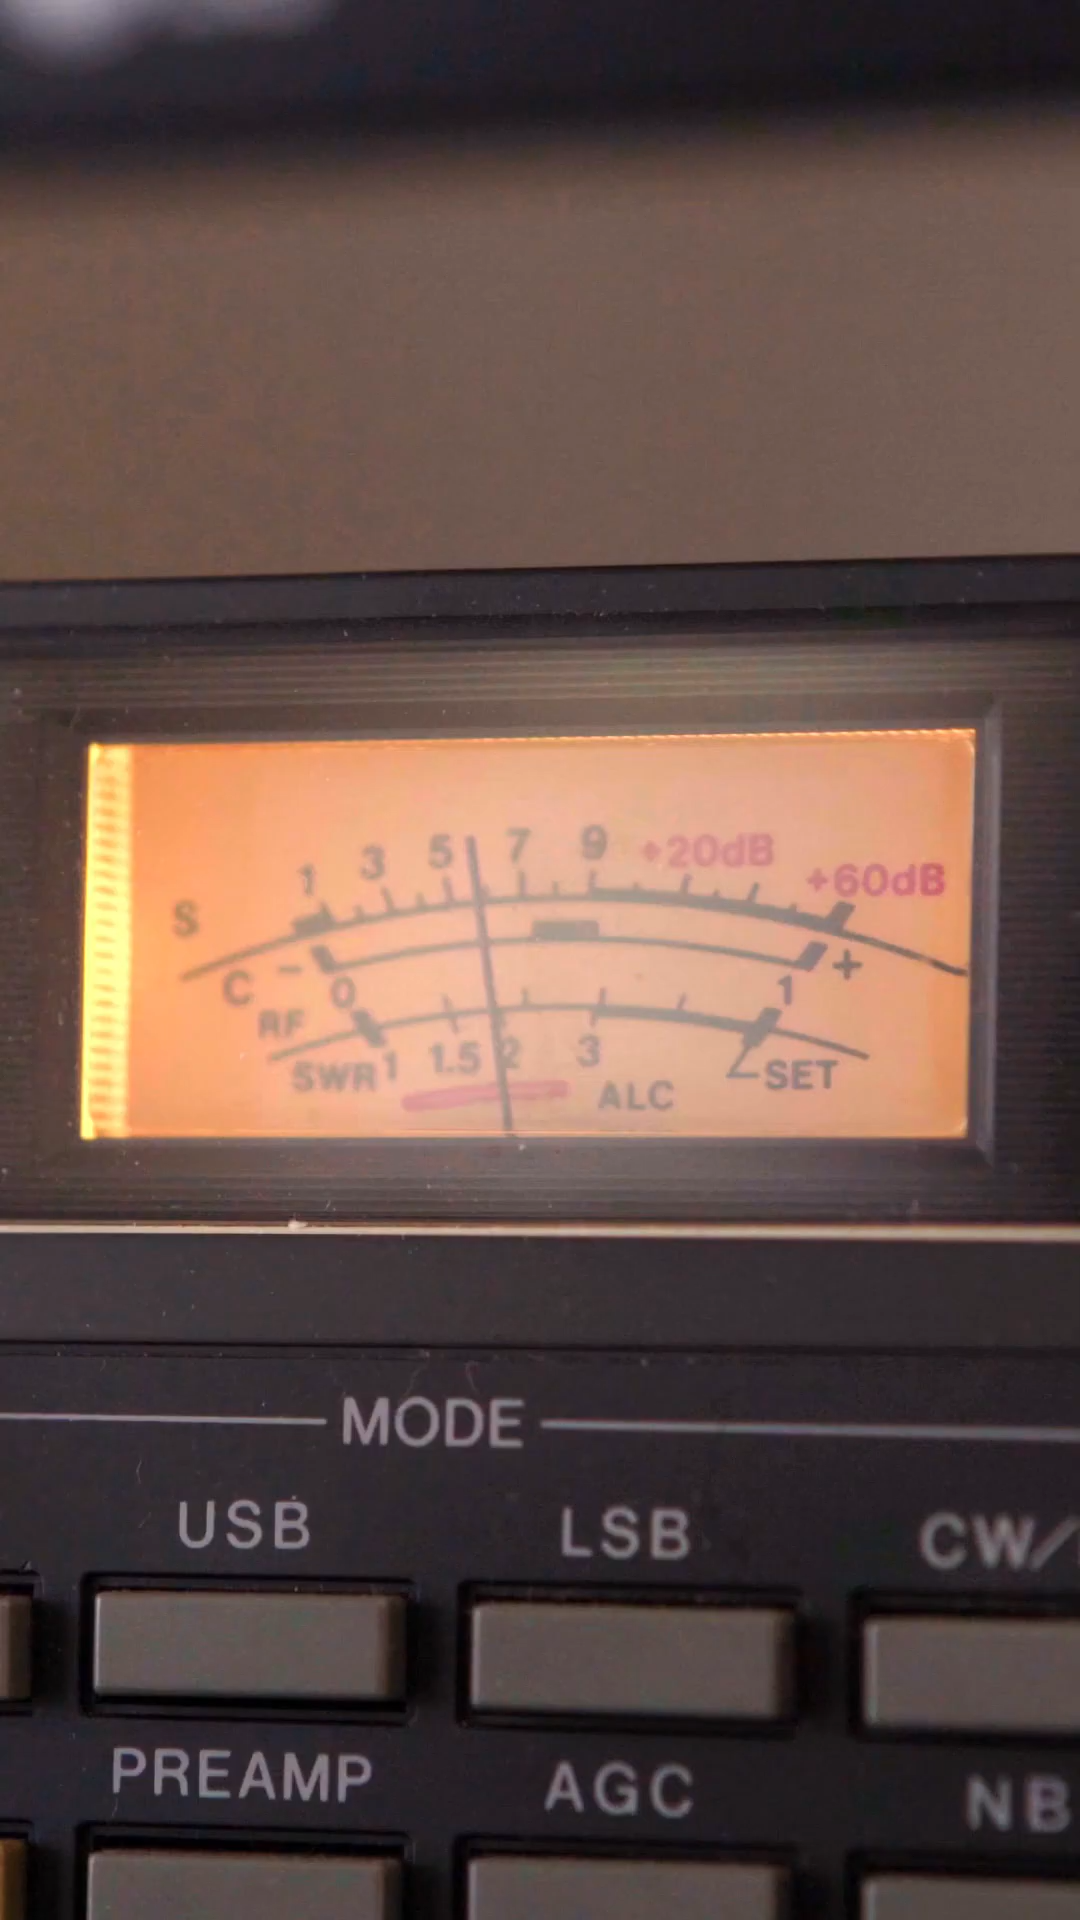 1 3 5 7 9 +20dB +60dB
S
C - +
RF 0 1
SWR 1 1.5 2 3 SET
ALC
MODE
USB LSB CW/
PREAMP AGC NB